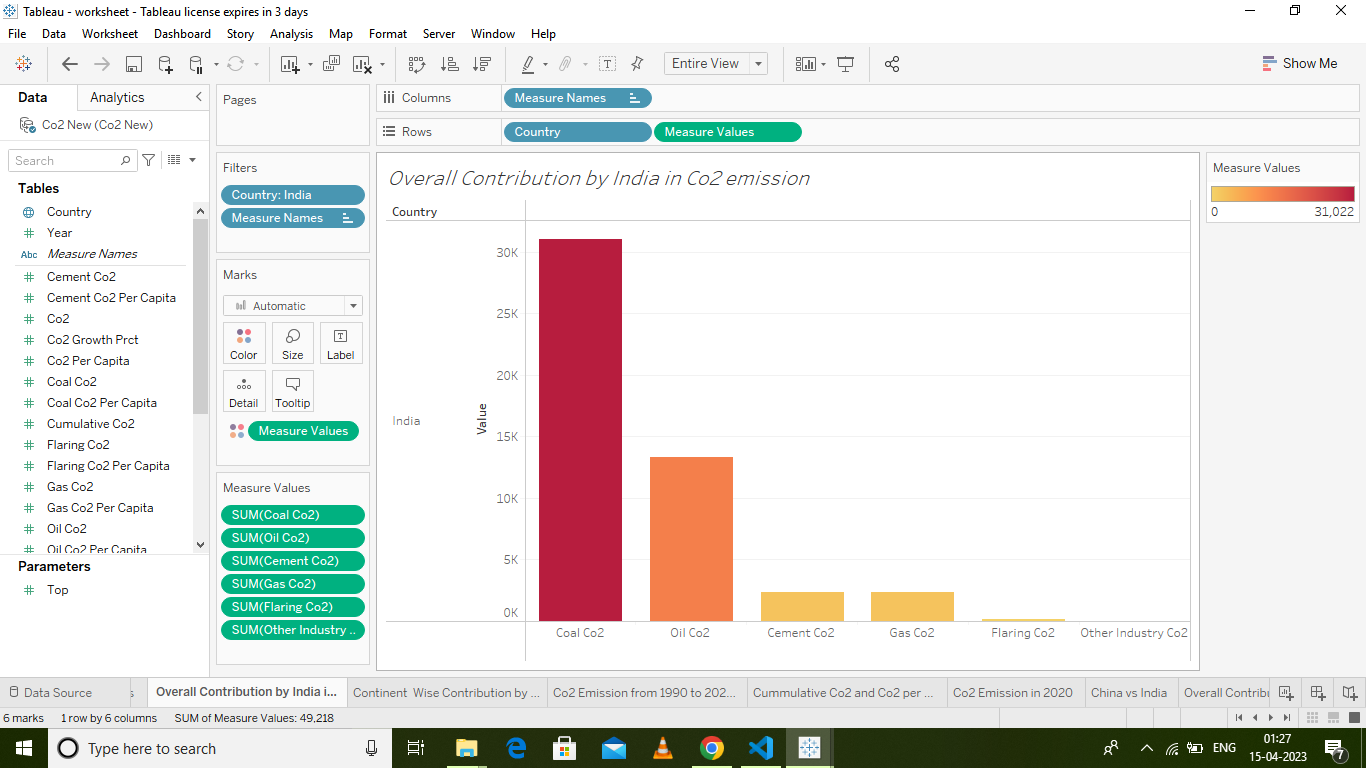 Tableau - worksheet - Tableau license expires in 3 days
File Data Worksheet Dashboard Story Analysis Map Format Server Window Help
Entire View
Show Me
Data Analytics
Co2 New (Co2 New)
Search
Tables
Country
Year
Abc Measure Names
Cement Co2
Cement Co2 Per Capita
Co2
Co2 Growth Prct
Co2 Per Capita
Coal Co2
Coal Co2 Per Capita
Cumulative Co2
Flaring Co2
Flaring Co2 Per Capita
Gas Co2
Gas Co2 Per Capita
Oil Co2
Oil Co2 Per Capita
Parameters
Top
Pages
Filters
Country: India
Measure Names
Marks
Automatic
Color Size Label
Detail Tooltip
Measure Values
Measure Values
SUM(Coal Co2)
SUM(Oil Co2)
SUM(Cement Co2)
SUM(Gas Co2)
SUM(Flaring Co2)
SUM(Other Industry ..
Columns Measure Names
Rows Country Measure Values
Overall Contribution by India in Co2 emission
Country
India
Value
30K
25K
20K
15K
10K
5K
0K
Coal Co2 Oil Co2 Cement Co2 Gas Co2 Flaring Co2 Other Industry Co2
Measure Values
0 31,022
Data Source s Overall Contribution by India i... Continent Wise Contribution by ... Co2 Emission from 1990 to 202... Cummulative Co2 and Co2 per ... Co2 Emission in 2020 China vs India Overall Contribu
6 marks 1 row by 6 columns SUM of Measure Values: 49,218
Type here to search
ENG
01:27
15-04-2023
7